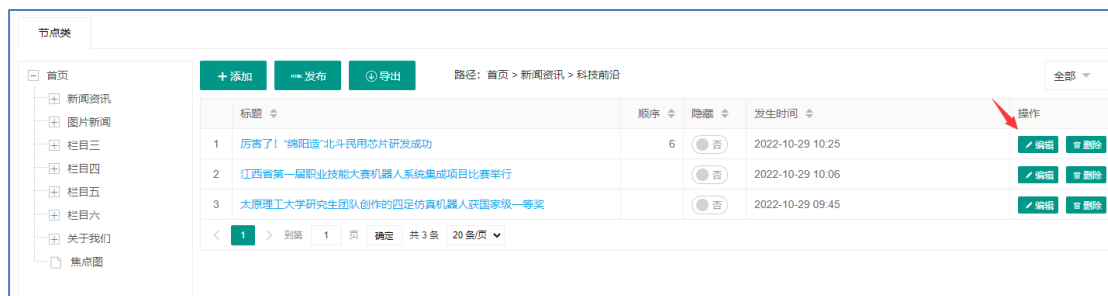 节点类
首页
新闻资讯
图片新闻
栏目三
栏目四
栏目五
栏目六
关于我们
焦点图
添加 HTML 发布 导出 路径：首页 > 新闻资讯 > 科技前沿 全部
标题 顺序 隐藏 发生时间 操作
1 厉害了！“绵阳造”北斗民用芯片研发成功 6 否 2022-10-29 10:25 编辑 删除
2 江西省第一届职业技能大赛机器人系统集成项目比赛举行 否 2022-10-29 10:06 编辑 删除
3 太原理工大学研究生团队创作的四足仿真机器人获国家级一等奖 否 2022-10-29 09:45 编辑 删除
< 1 > 到第 1 页 确定 共 3 条 20 条/页